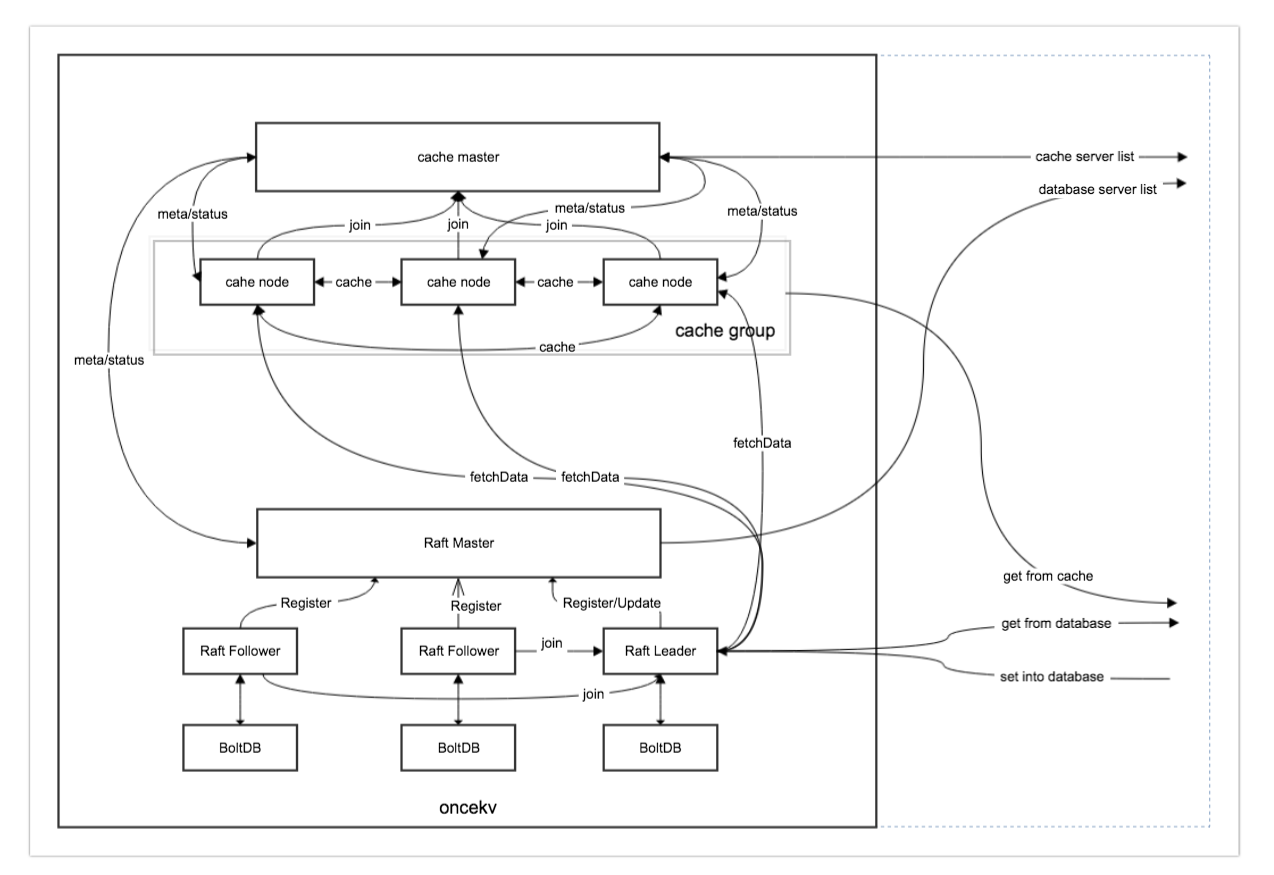 cache master
cache server list
database server list
meta/status
meta/status
meta/status
join
join
join
cahe node
cache
cahe node
cache
cahe node
cache group
cache
meta/status
fetchData
fetchData
fetchData
Raft Master
get from cache
Register
Register
Register/Update
get from database
Raft Follower
Raft Follower
join
Raft Leader
set into database
join
BoltDB
BoltDB
BoltDB
oncekv